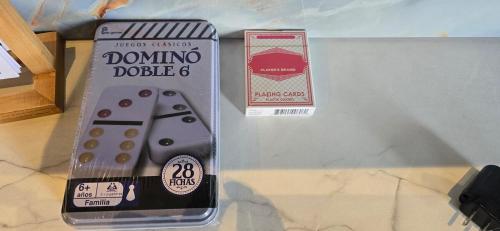 JUEGOS CLÁSICOS
DOMINÓ
DOBLE 6
28
FICHAS
6+
años
Familia
PLAYING CARDS